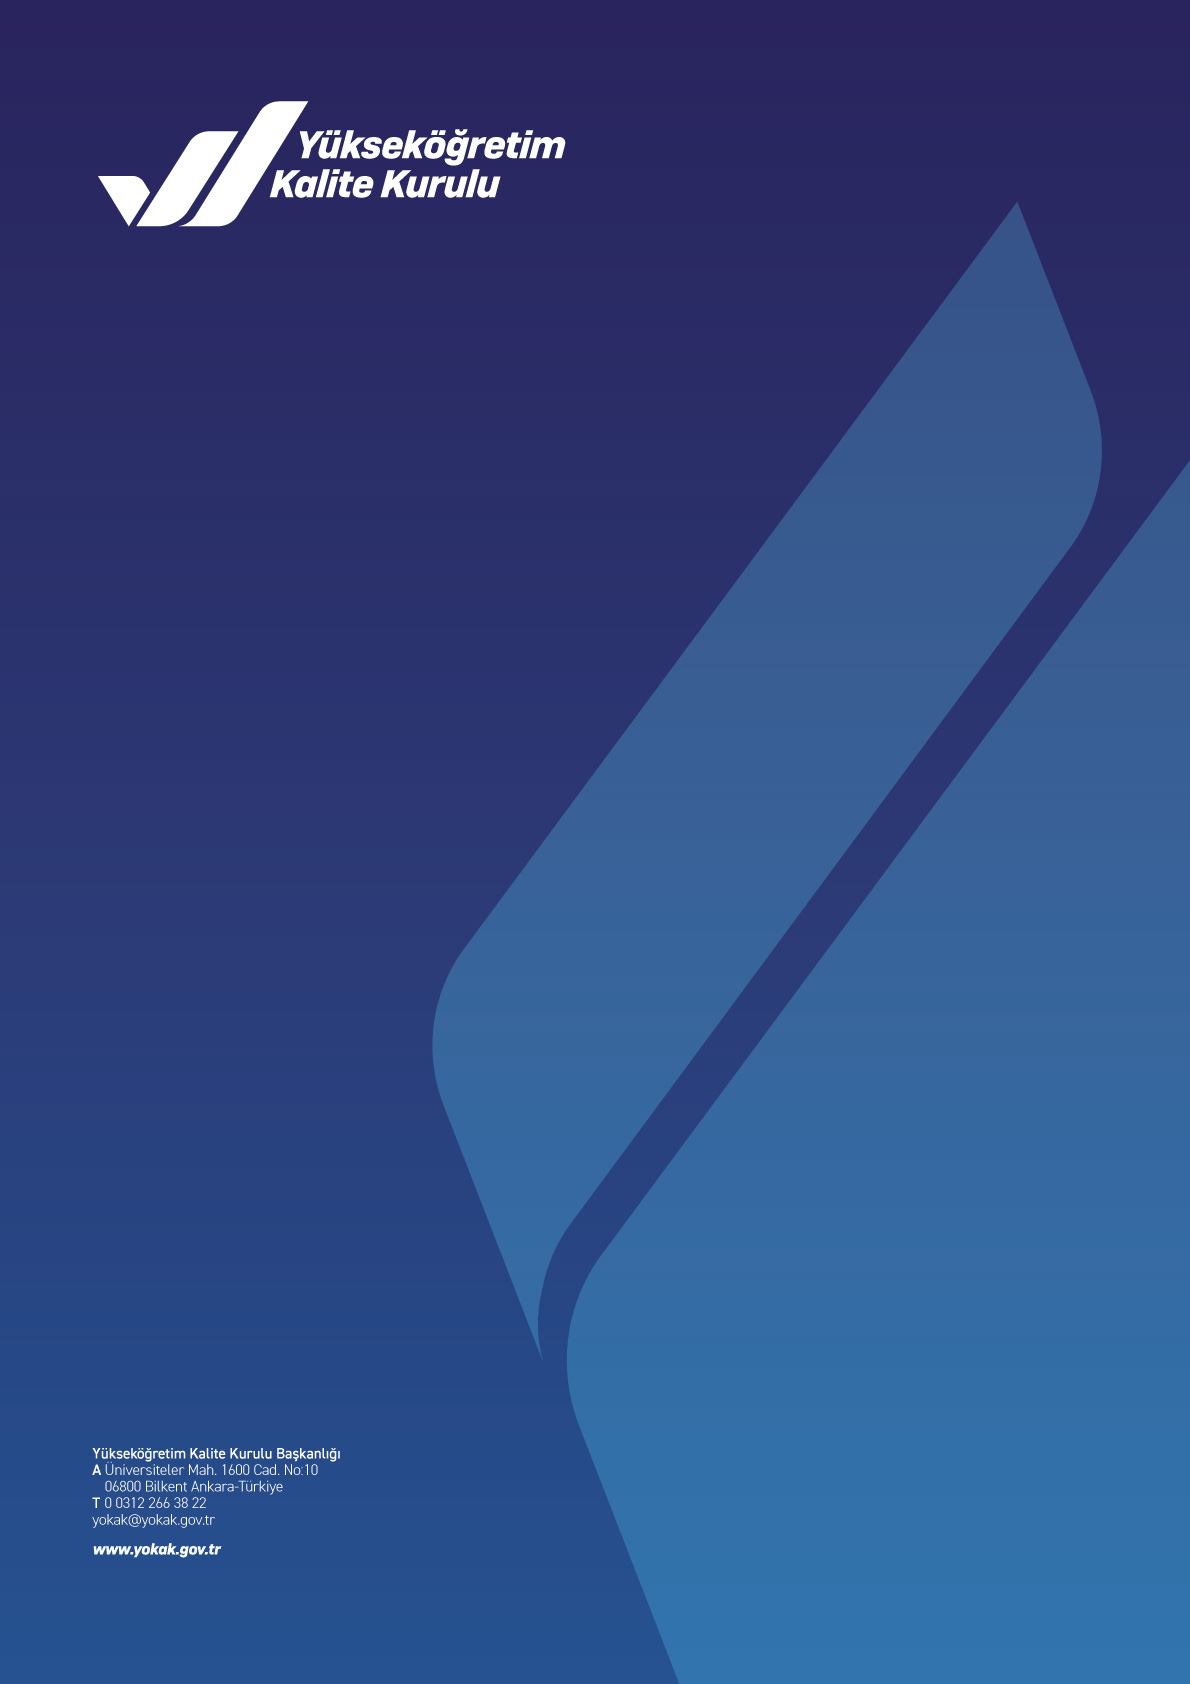 Yükseköğretim
Kalite Kurulu
Yükseköğretim Kalite Kurulu Başkanlığı
A Üniversiteler Mah. 1600 Cad. No:10
06800 Bilkent Ankara-Türkiye
T 0 0312 266 38 22
yokak@yokak.gov.tr
www.yokak.gov.tr